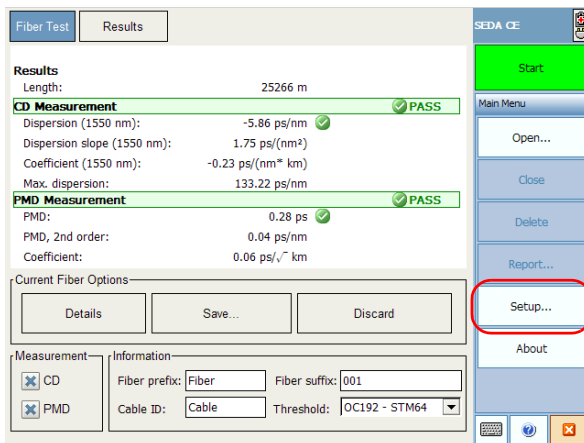 Fiber Test Results
SEDA CE
Start
Main Menu
Open...
Close
Delete
Report...
Setup...
About
Results
Length: 25266 m
CD Measurement PASS
Dispersion (1550 nm): -5.86 ps/nm
Dispersion slope (1550 nm): 1.75 ps/(nm²)
Coefficient (1550 nm): -0.23 ps/(nm* km)
Max. dispersion: 133.22 ps/nm
PMD Measurement PASS
PMD: 0.28 ps
PMD, 2nd order: 0.04 ps/nm
Coefficient: 0.06 ps/√ km
Current Fiber Options
Details Save... Discard
Measurement
CD
PMD
Information
Fiber prefix: Fiber Fiber suffix: 001
Cable ID: Cable Threshold: OC192 - STM64